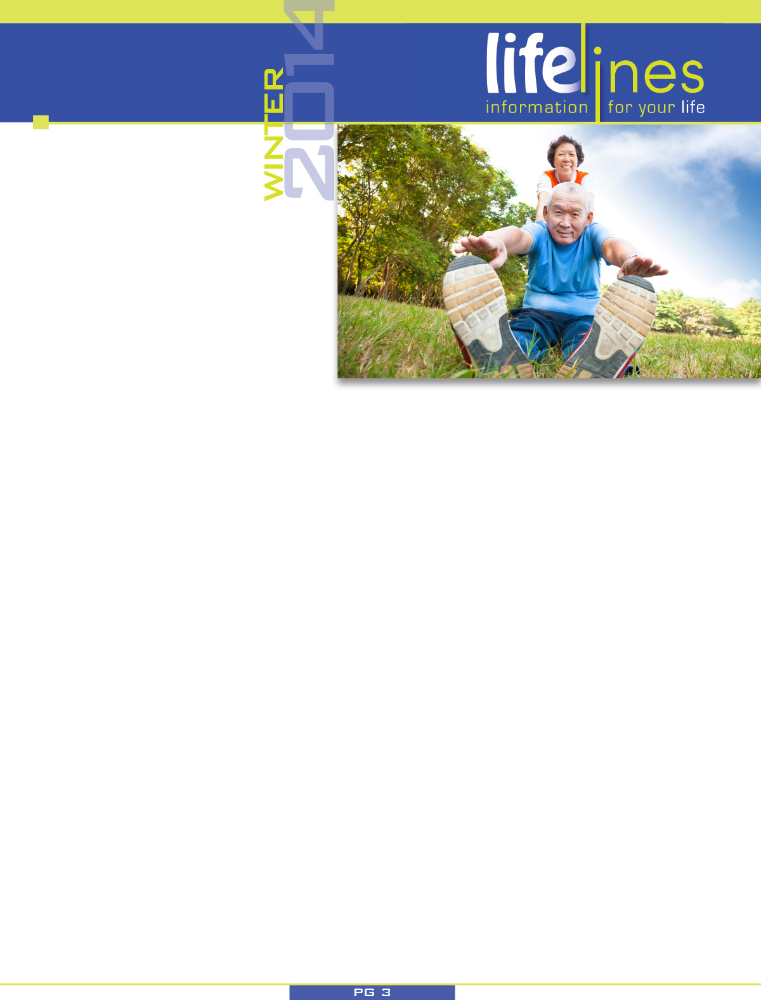 WINTER
2014
lifelines
information for your life
PG 3